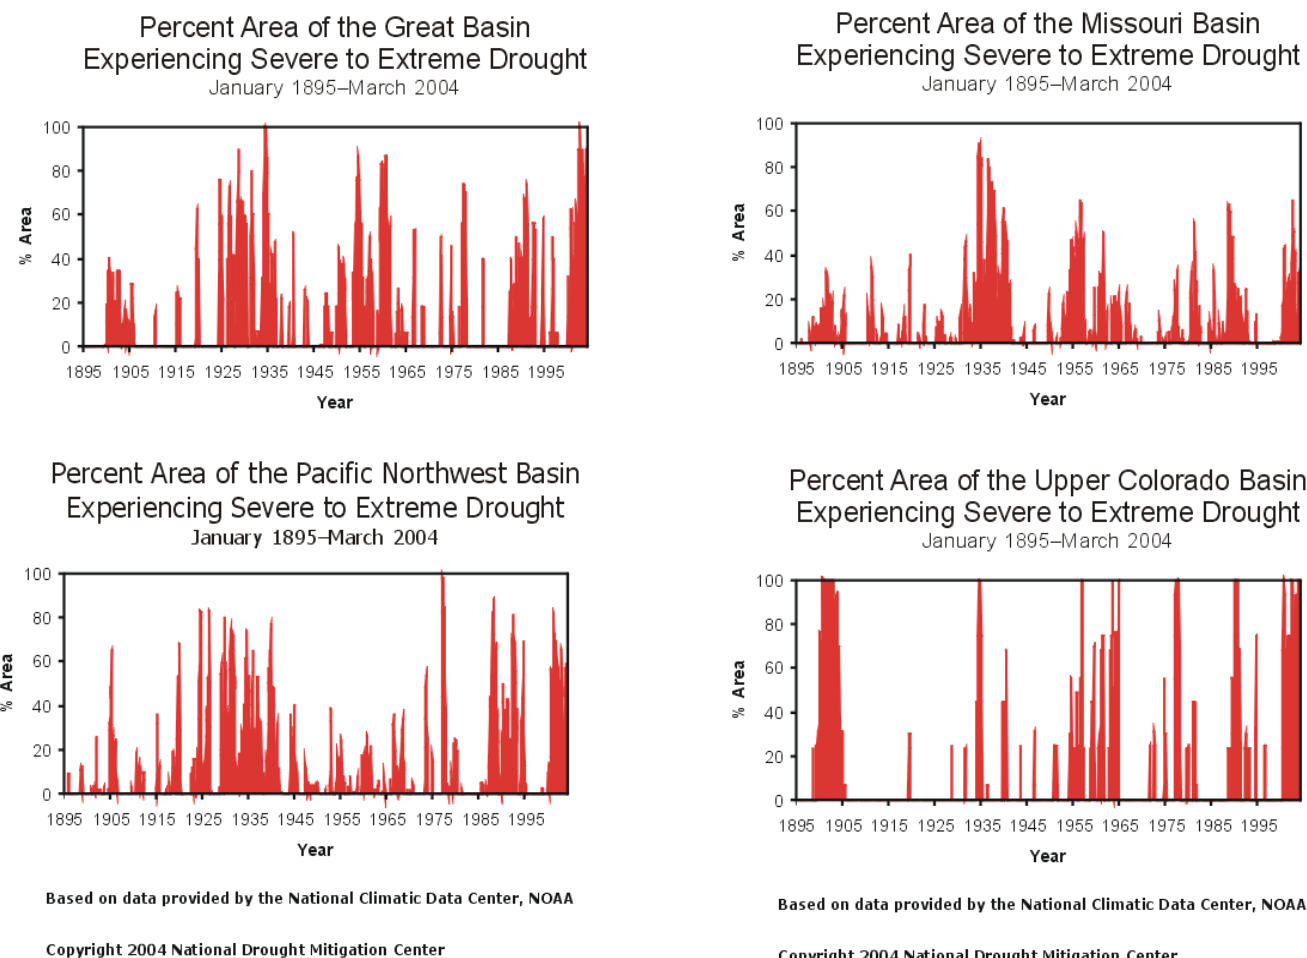 Percent Area of the Great Basin
Experiencing Severe to Extreme Drought
January 1895–March 2004
100
80
60
40
20
0
% Area
1895 1905 1915 1925 1935 1945 1955 1965 1975 1985 1995
Year
Percent Area of the Missouri Basin
Experiencing Severe to Extreme Drought
January 1895–March 2004
100
80
60
40
20
0
% Area
1895 1905 1915 1925 1935 1945 1955 1965 1975 1985 1995
Year
Percent Area of the Pacific Northwest Basin
Experiencing Severe to Extreme Drought
January 1895–March 2004
100
80
60
40
20
0
% Area
1895 1905 1915 1925 1935 1945 1955 1965 1975 1985 1995
Year
Based on data provided by the National Climatic Data Center, NOAA
Copyright 2004 National Drought Mitigation Center
Percent Area of the Upper Colorado Basin
Experiencing Severe to Extreme Drought
January 1895–March 2004
100
80
60
40
20
0
% Area
1895 1905 1915 1925 1935 1945 1955 1965 1975 1985 1995
Year
Based on data provided by the National Climatic Data Center, NOAA
Copyright 2004 National Drought Mitigation Center